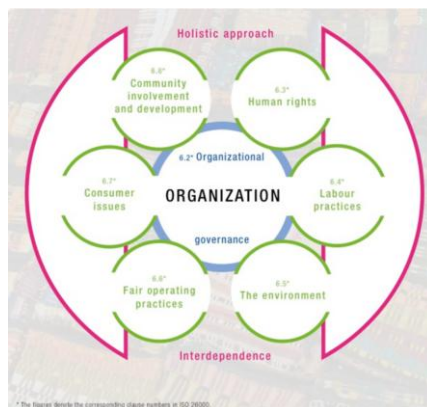 Holistic approach
6.8*
Community
involvement
and development
6.3*
Human rights
6.2* Organizational
6.7*
Consumer
issues
ORGANIZATION
6.4*
Labour
practices
governance
6.6*
Fair operating
practices
6.5*
The environment
Interdependence
* The figures denote the corresponding clause numbers in ISO 26000.